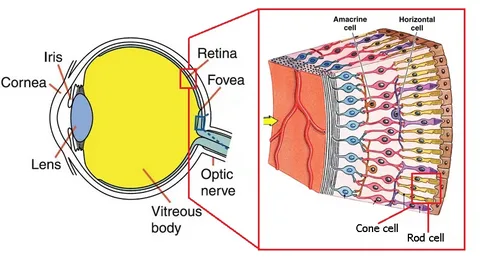 Iris
Cornea
Lens
Retina
Fovea
Optic
nerve
Vitreous
body
Amacrine
cell
Horizontal
cell
Cone cell
Rod cell